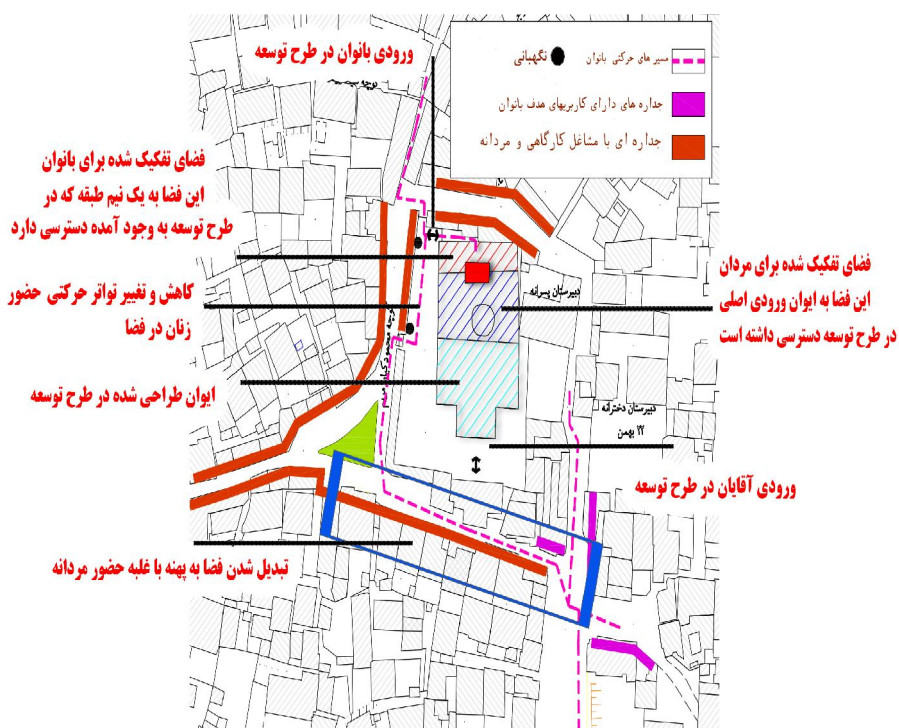 ورودی بانوان در طرح توسعه
مسیر های حرکتی بانوان
نگهبانی
جداره های دارای کاربریهای هدف بانوان
جداره ای با مشاغل کارگاهی و مردانه
فضای تفکیک شده برای بانوان
این فضا به یک نیم طبقه که در
طرح توسعه به وجود آمده دسترسی دارد
کاهش و تغییر تواتر حرکتی حضور
زنان در فضا
ایوان طراحی شده در طرح توسعه
تبدیل شدن فضا به پهنه با غلبه حضور مردانه
کوچه محمود
دبیرستان پسرانه
فضای تفکیک شده برای مردان
این فضا به ایوان ورودی اصلی
در طرح توسعه دسترسی داشته است
دبیرستان دخترانه
۲۲ بهمن
ورودی آقایان در طرح توسعه